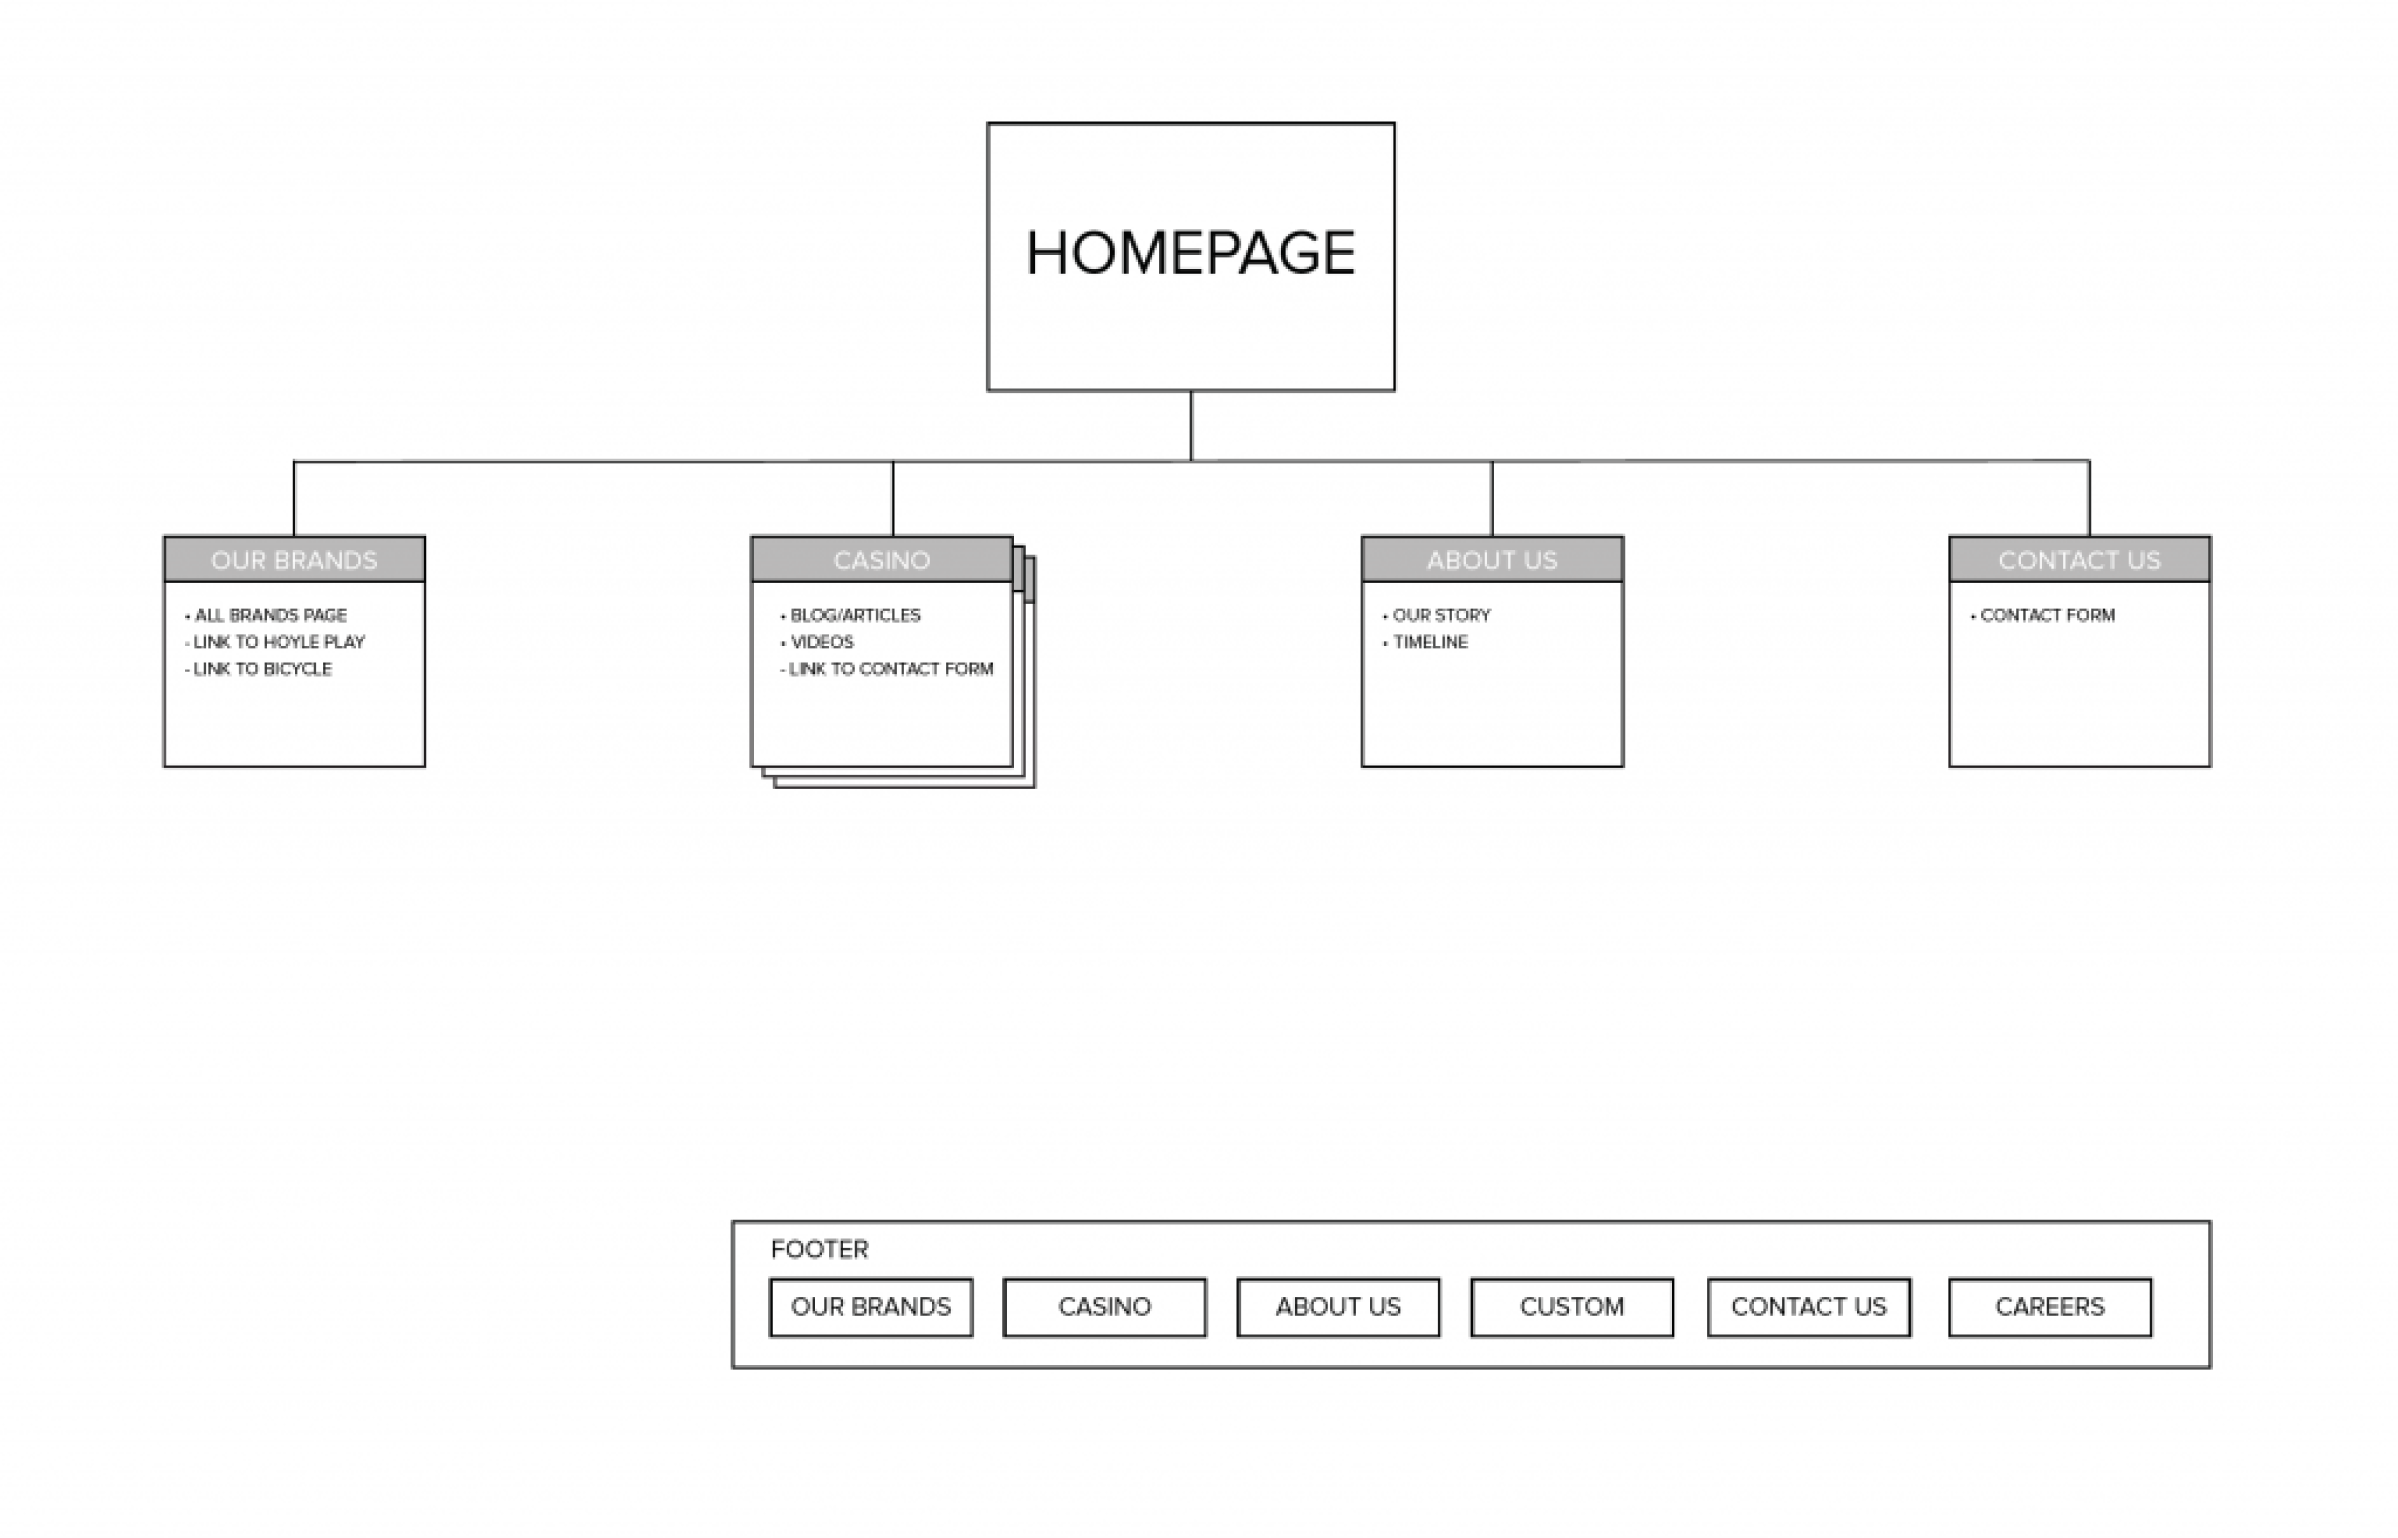 HOMEPAGE
OUR BRANDS
• ALL BRANDS PAGE
- LINK TO HOYLE PLAY
- LINK TO BICYCLE
CASINO
• BLOG/ARTICLES
• VIDEOS
- LINK TO CONTACT FORM
ABOUT US
• OUR STORY
• TIMELINE
CONTACT US
• CONTACT FORM
FOOTER
OUR BRANDS
CASINO
ABOUT US
CUSTOM
CONTACT US
CAREERS